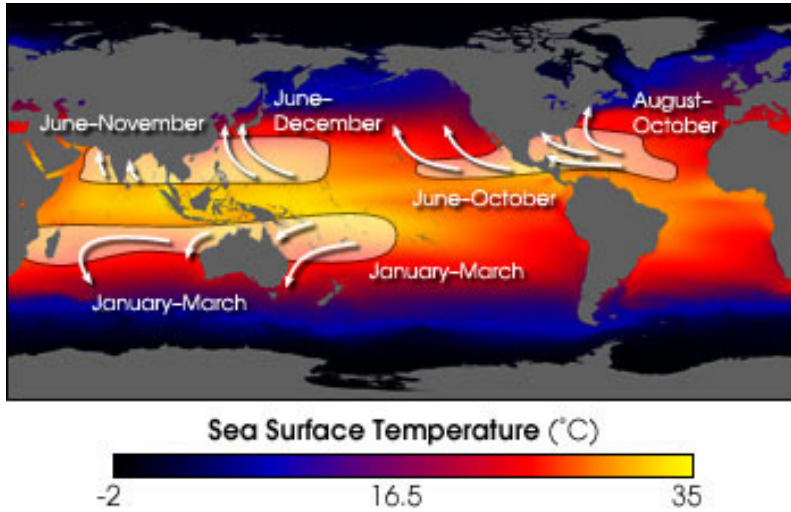 June–
December
June–November
August–
October
June–October
January–March
January–March
Sea Surface Temperature (˚C)
-2
16.5
35